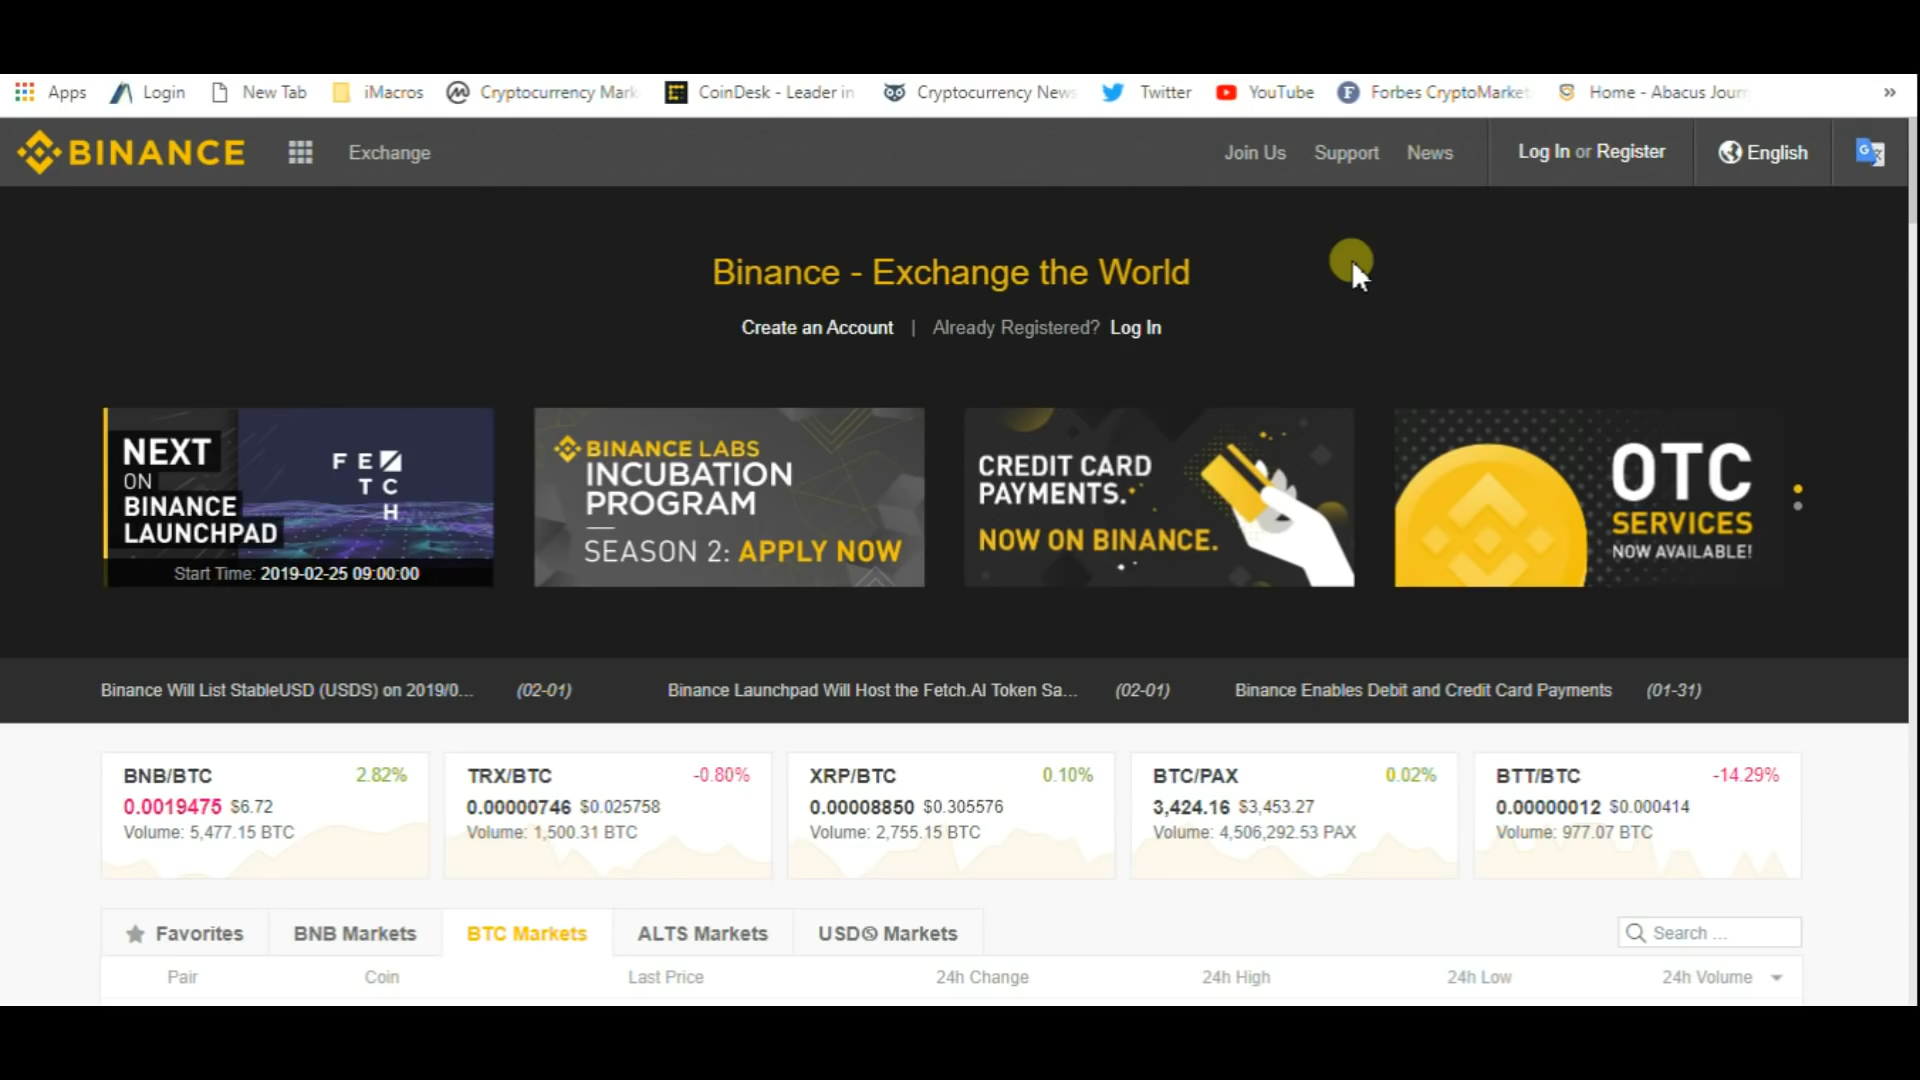 Apps Login New Tab iMacros Cryptocurrency Mark CoinDesk - Leader in Cryptocurrency News Twitter YouTube Forbes CryptoMarket Home - Abacus Journ »
BINANCE Exchange Join Us Support News Log In or Register English
Binance - Exchange the World
Create an Account | Already Registered? Log In
NEXT
ON
BINANCE
LAUNCHPAD
FE
TC
H
Start Time: 2019-02-25 09:00:00
BINANCE LABS
INCUBATION
PROGRAM
SEASON 2: APPLY NOW
CREDIT CARD
PAYMENTS.
NOW ON BINANCE.
OTC
SERVICES
NOW AVAILABLE!
Binance Will List StableUSD (USDS) on 2019/0... (02-01) Binance Launchpad Will Host the Fetch.AI Token Sa... (02-01) Binance Enables Debit and Credit Card Payments (01-31)
BNB/BTC 2.82%
0.0019475 $6.72
Volume: 5,477.15 BTC
TRX/BTC -0.80%
0.00000746 $0.025758
Volume: 1,500.31 BTC
XRP/BTC 0.10%
0.00008850 $0.305576
Volume: 2,755.15 BTC
BTC/PAX 0.02%
3,424.16 $3,453.27
Volume: 4,506,292.53 PAX
BTT/BTC -14.29%
0.00000012 $0.000414
Volume: 977.07 BTC
Favorites BNB Markets BTC Markets ALTS Markets USDⓈ Markets Search ...
Pair Coin Last Price 24h Change 24h High 24h Low 24h Volume